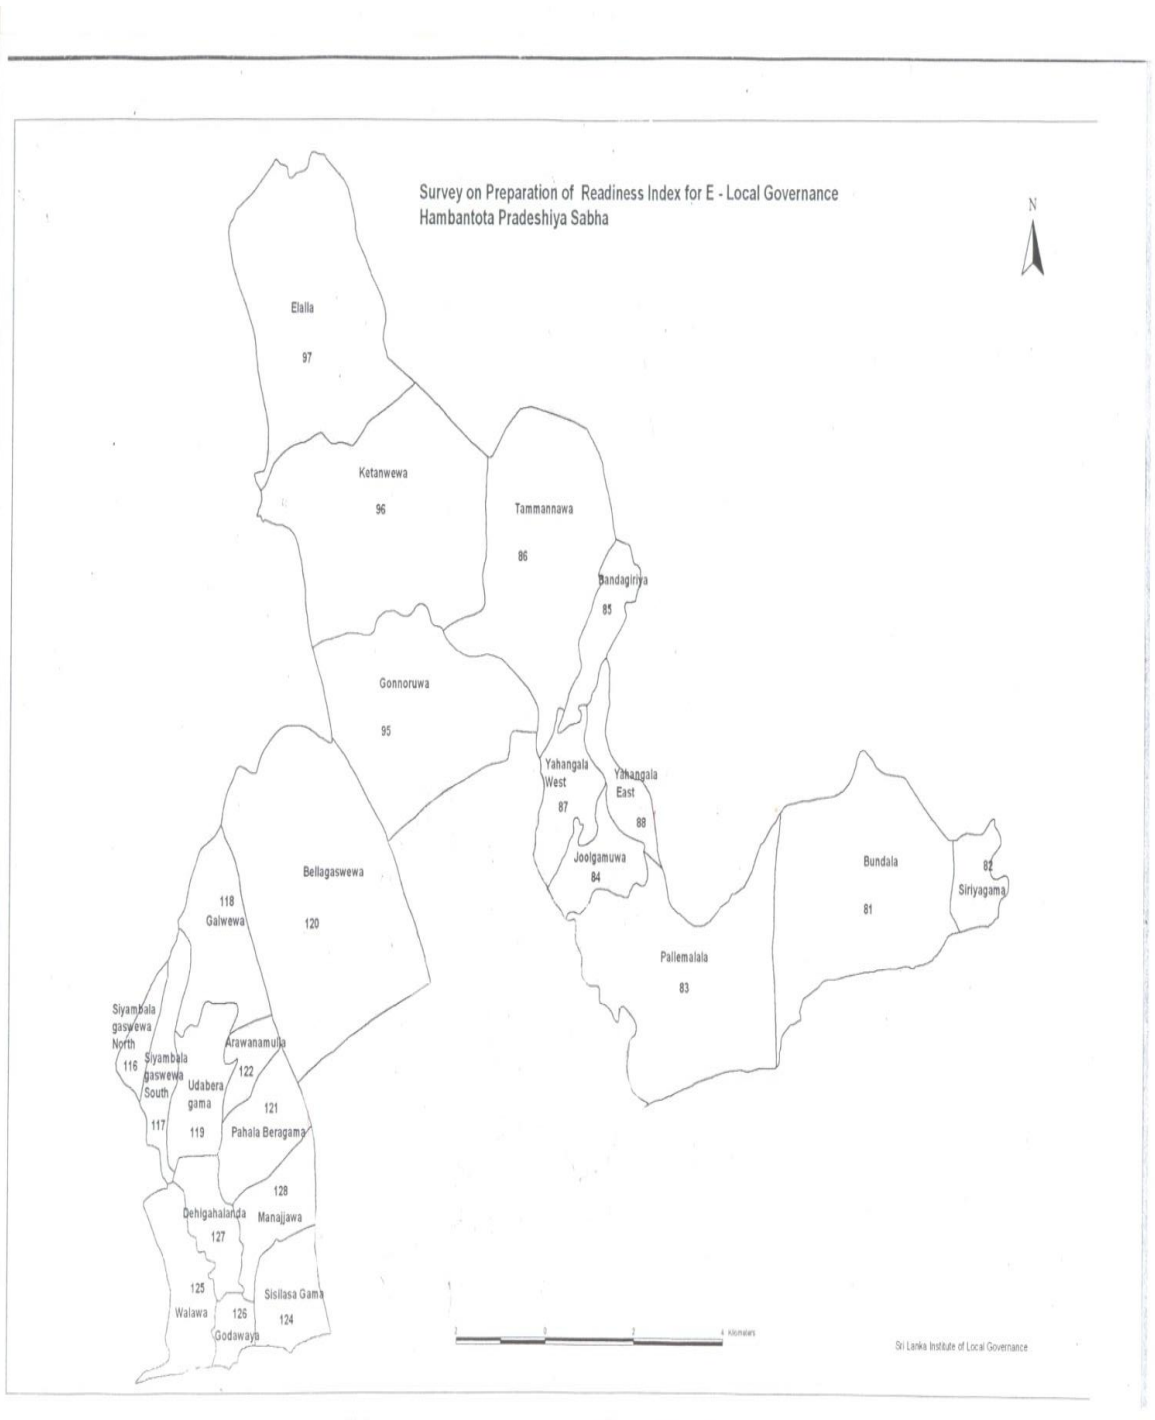 Survey on Preparation of Readiness Index for E - Local Governance
Hambantota Pradeshiya Sabha
N
Elalla
97
Ketanwewa
96
Tammannawa
86
Bandagiriya
85
Gonnoruwa
95
Yahangala
West
87
Yahangala
East
88
Joolgamuwa
84
Bundala
81
82
Siriyagama
Pallemalala
83
Bellagaswewa
120
118
Galwewa
Siyambala
gaswewa
North
116
Siyambala
gaswewa
South
117
Udabera
gama
119
Arawanamulla
122
121
Pahala Beragama
128
Manajjawa
Dehigahalanda
127
125
Walawa
126
Godawaya
Sisilasa Gama
124
2 0 2 4 Kilometers
Sri Lanka Institute of Local Governance